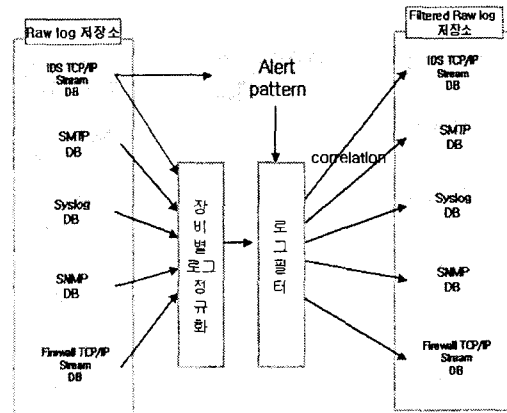 Raw log 저장소
IDS TCP/IP
Stream
DB
SMTP
DB
Syslog
DB
SNMP
DB
Firewall TCP/IP
Stream
DB
장비별 로그 정규화
Alert
pattern
로그필터
correlation
Filtered Raw log
저장소
IDS TCP/IP
Stream
DB
SMTP
DB
Syslog
DB
SNMP
DB
Firewall TCP/IP
Stream
DB